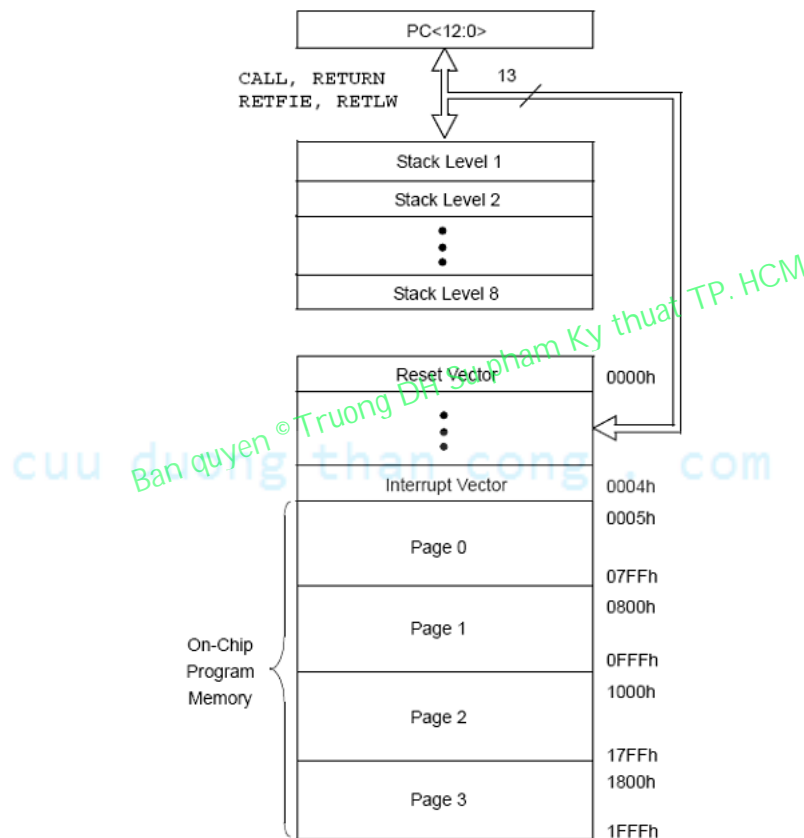 PC<12:0>
CALL, RETURN
RETFIE, RETLW
13
Stack Level 1
Stack Level 2
Stack Level 8
Reset Vector
0000h
Ban quyen © Truong DH Su pham Ky thuat TP. HCM
cuu duong than cong . com
Interrupt Vector
0004h
0005h
Page 0
07FFh
0800h
Page 1
On-Chip
Program
Memory
0FFFh
1000h
Page 2
17FFh
1800h
Page 3
1FFFh